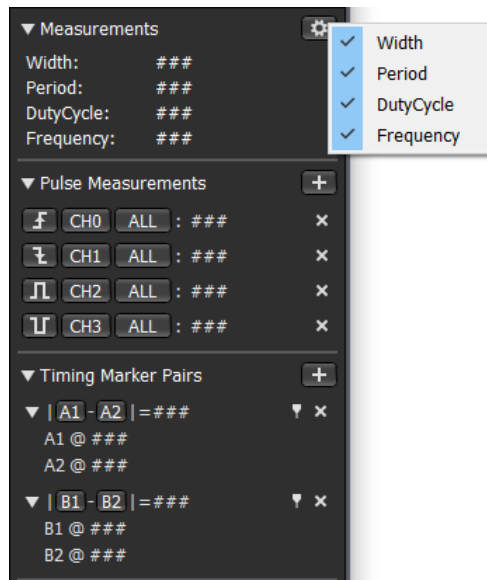 ▼ Measurements
Width: ###
Period: ###
DutyCycle: ###
Frequency: ###
Width
Period
DutyCycle
Frequency
▼ Pulse Measurements +
CH0 ALL : ### ×
CH1 ALL : ### ×
CH2 ALL : ### ×
CH3 ALL : ### ×
▼ Timing Marker Pairs +
▼ | A1 - A2 | = ### ×
A1 @ ###
A2 @ ###
▼ | B1 - B2 | = ### ×
B1 @ ###
B2 @ ###